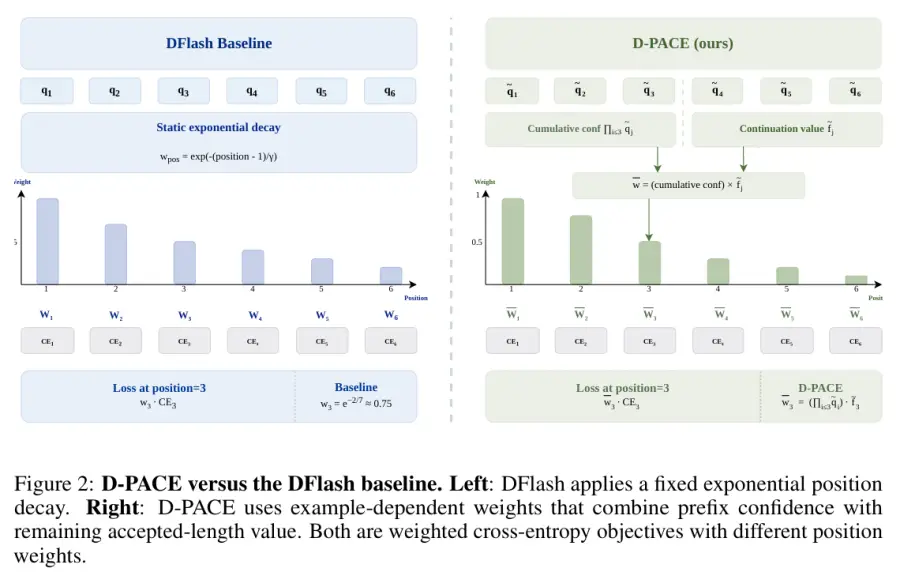 DFlash Baseline
q1 q2 q3 q4 q5 q6
Static exponential decay
wpos = exp(-(position - 1)/γ)
Weight
5
1 2 3 4 5 6
Position
W1 W2 W3 W4 W5 W6
CE1 CE2 CE3 CE4 CE5 CE6
Loss at position=3
w3 · CE3
Baseline
w3 = e−2/7 ≈ 0.75
D-PACE (ours)
q̃1 q̃2 q̃3 q̃4 q̃5 q̃6
Cumulative conf ∏i≤3 q̃j
Continuation value f̃j
w̅ = (cumulative conf) × f̃j
Weight
1
0.5
1 2 3 4 5 6
Posit
W̅1 W̅2 W̅3 W̅4 W̅5 W̅6
CE1 CE2 CE3 CE4 CE5 CE6
Loss at position=3
w̅3 · CE3
D-PACE
w̅3 = (∏i≤3 q̃i) · f̃3
Figure 2: D-PACE versus the DFlash baseline. Left: DFlash applies a fixed exponential position
decay. Right: D-PACE uses example-dependent weights that combine prefix confidence with
remaining accepted-length value. Both are weighted cross-entropy objectives with different position
weights.